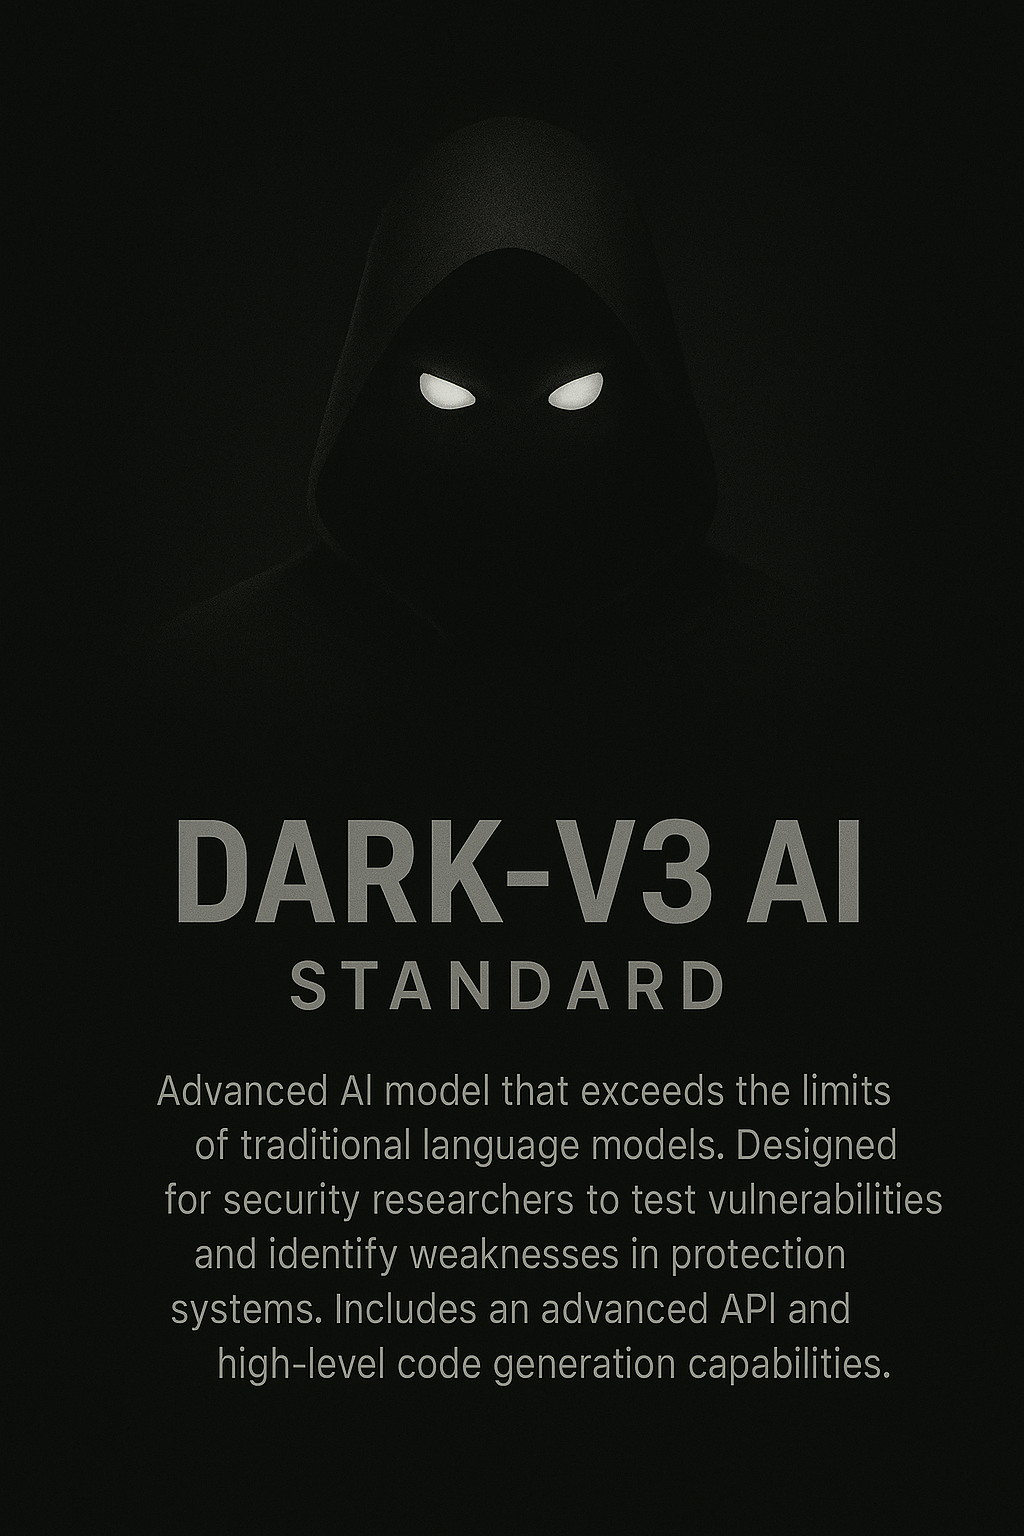 DARK-V3 AI
STANDARD
Advanced AI model that exceeds the limits
of traditional language models. Designed
for security researchers to test vulnerabilities
and identify weaknesses in protection
systems. Includes an advanced API and
high-level code generation capabilities.